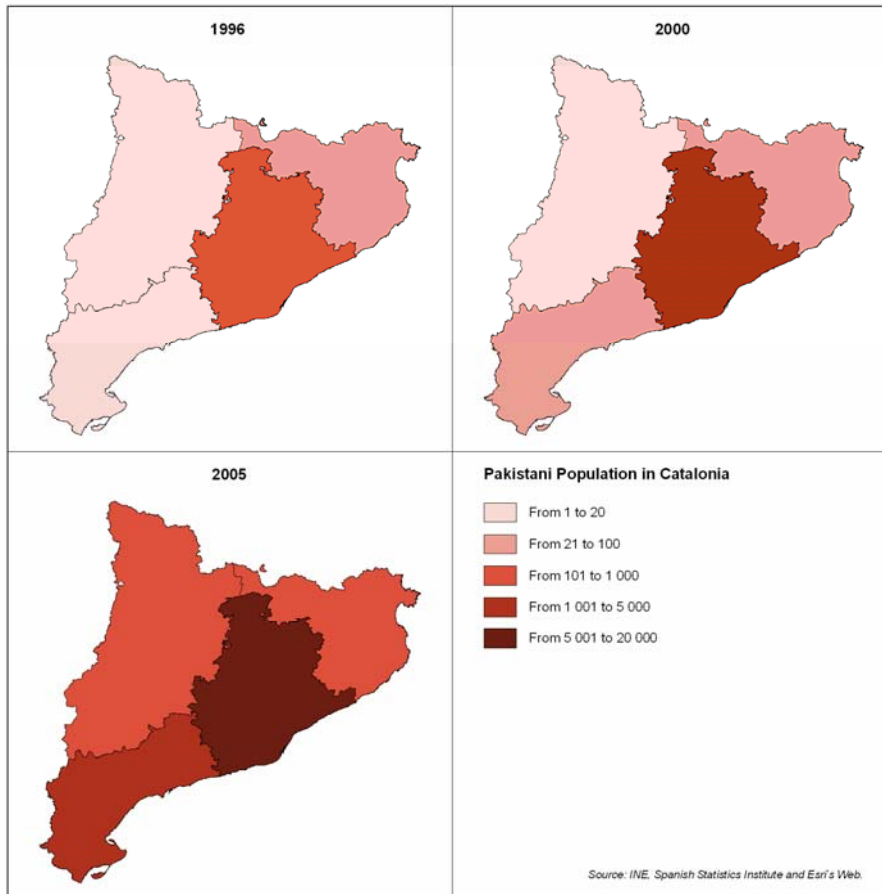 1996
2000
2005
Pakistani Population in Catalonia
From 1 to 20
From 21 to 100
From 101 to 1 000
From 1 001 to 5 000
From 5 001 to 20 000
Source: INE, Spanish Statistics Institute and Esri's Web.